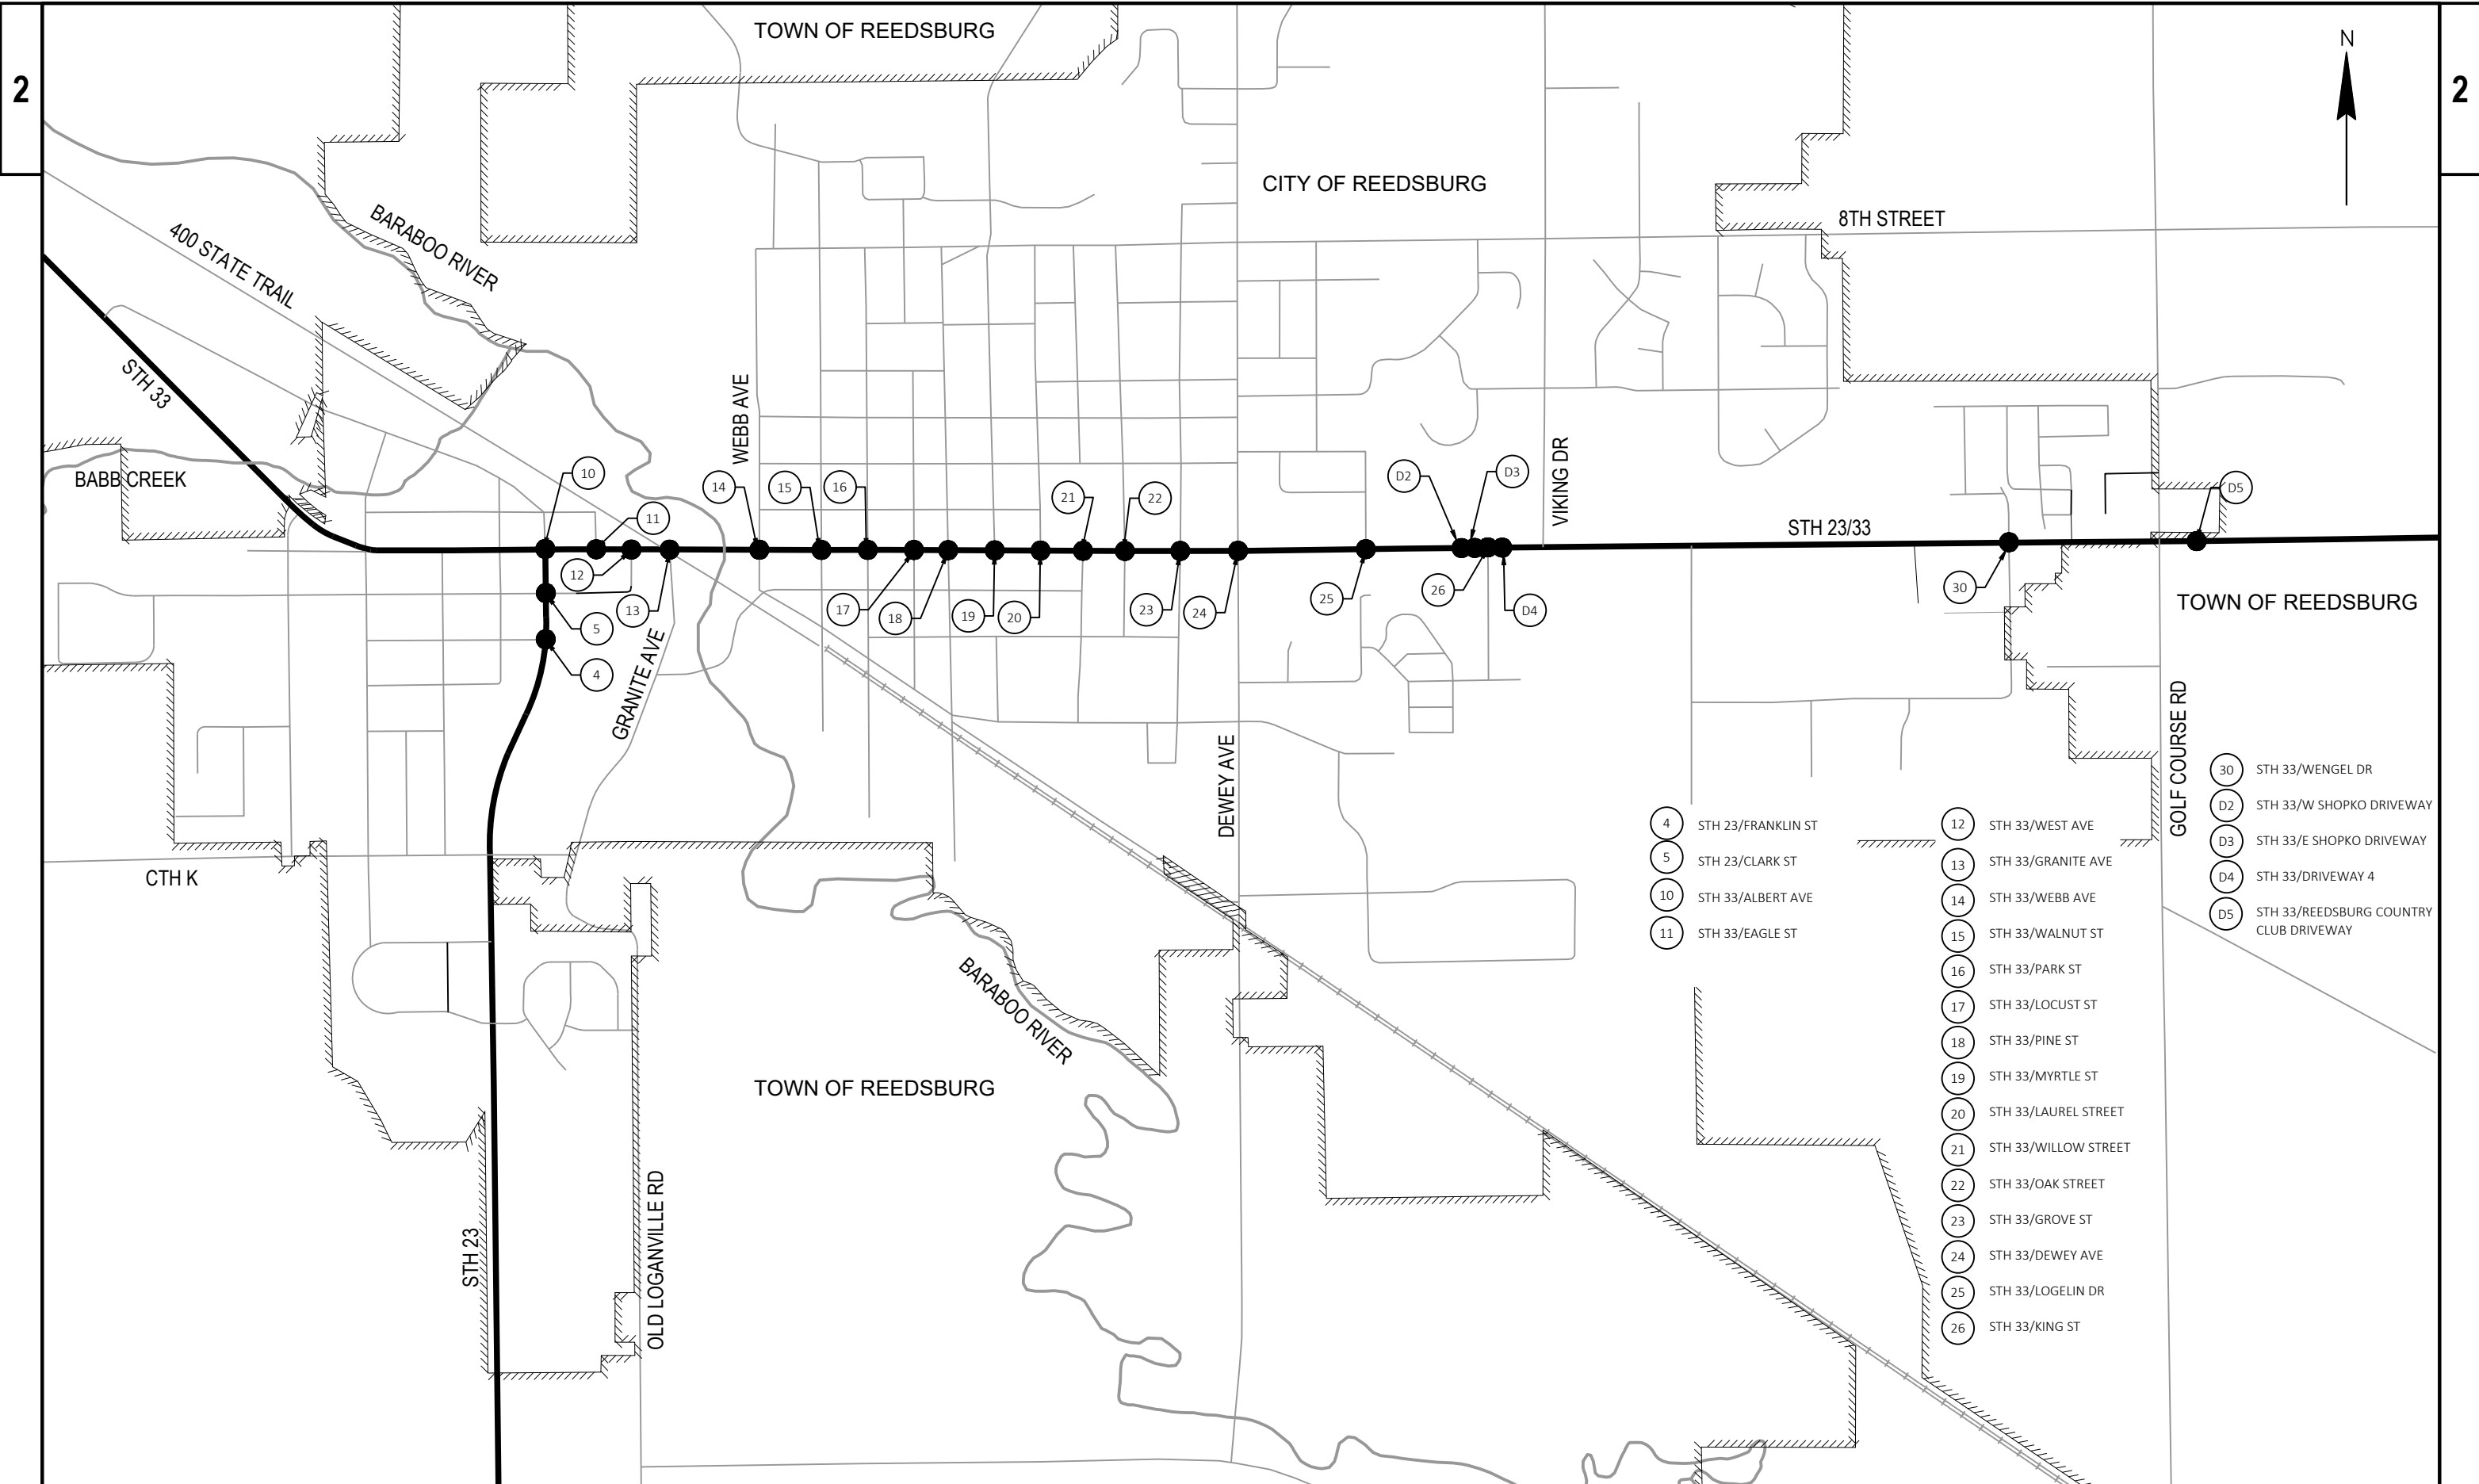 TOWN OF REEDSBURG
N
2
2
CITY OF REEDSBURG
8TH STREET
BARABOO RIVER
400 STATE TRAIL
STH 33
WEBB AVE
VIKING DR
BABB CREEK
10
11
14
15
16
21
22
D2
D3
D5
STH 23/33
12
13
5
4
17
18
19
20
23
24
25
26
D4
30
TOWN OF REEDSBURG
GRANITE AVE
DEWEY AVE
GOLF COURSE RD
CTH K
4 STH 23/FRANKLIN ST
5 STH 23/CLARK ST
10 STH 33/ALBERT AVE
11 STH 33/EAGLE ST
12 STH 33/WEST AVE
13 STH 33/GRANITE AVE
14 STH 33/WEBB AVE
15 STH 33/WALNUT ST
16 STH 33/PARK ST
17 STH 33/LOCUST ST
18 STH 33/PINE ST
19 STH 33/MYRTLE ST
20 STH 33/LAUREL STREET
21 STH 33/WILLOW STREET
22 STH 33/OAK STREET
23 STH 33/GROVE ST
24 STH 33/DEWEY AVE
25 STH 33/LOGELIN DR
26 STH 33/KING ST
30 STH 33/WENGEL DR
D2 STH 33/W SHOPKO DRIVEWAY
D3 STH 33/E SHOPKO DRIVEWAY
D4 STH 33/DRIVEWAY 4
D5 STH 33/REEDSBURG COUNTRY
CLUB DRIVEWAY
BARABOO RIVER
TOWN OF REEDSBURG
STH 23
OLD LOGANVILLE RD